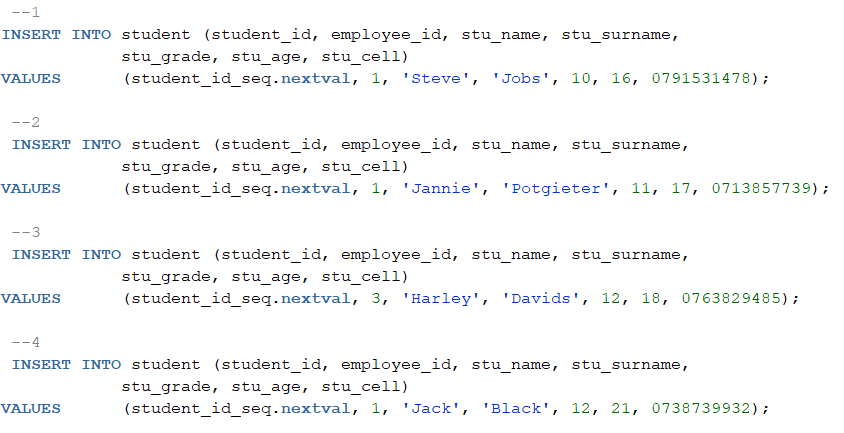 --1
INSERT INTO student (student_id, employee_id, stu_name, stu_surname,
stu_grade, stu_age, stu_cell)
VALUES (student_id_seq.nextval, 1, 'Steve', 'Jobs', 10, 16, 0791531478);
--2
INSERT INTO student (student_id, employee_id, stu_name, stu_surname,
stu_grade, stu_age, stu_cell)
VALUES (student_id_seq.nextval, 1, 'Jannie', 'Potgieter', 11, 17, 0713857739);
--3
INSERT INTO student (student_id, employee_id, stu_name, stu_surname,
stu_grade, stu_age, stu_cell)
VALUES (student_id_seq.nextval, 3, 'Harley', 'Davids', 12, 18, 0763829485);
--4
INSERT INTO student (student_id, employee_id, stu_name, stu_surname,
stu_grade, stu_age, stu_cell)
VALUES (student_id_seq.nextval, 1, 'Jack', 'Black', 12, 21, 0738739932);